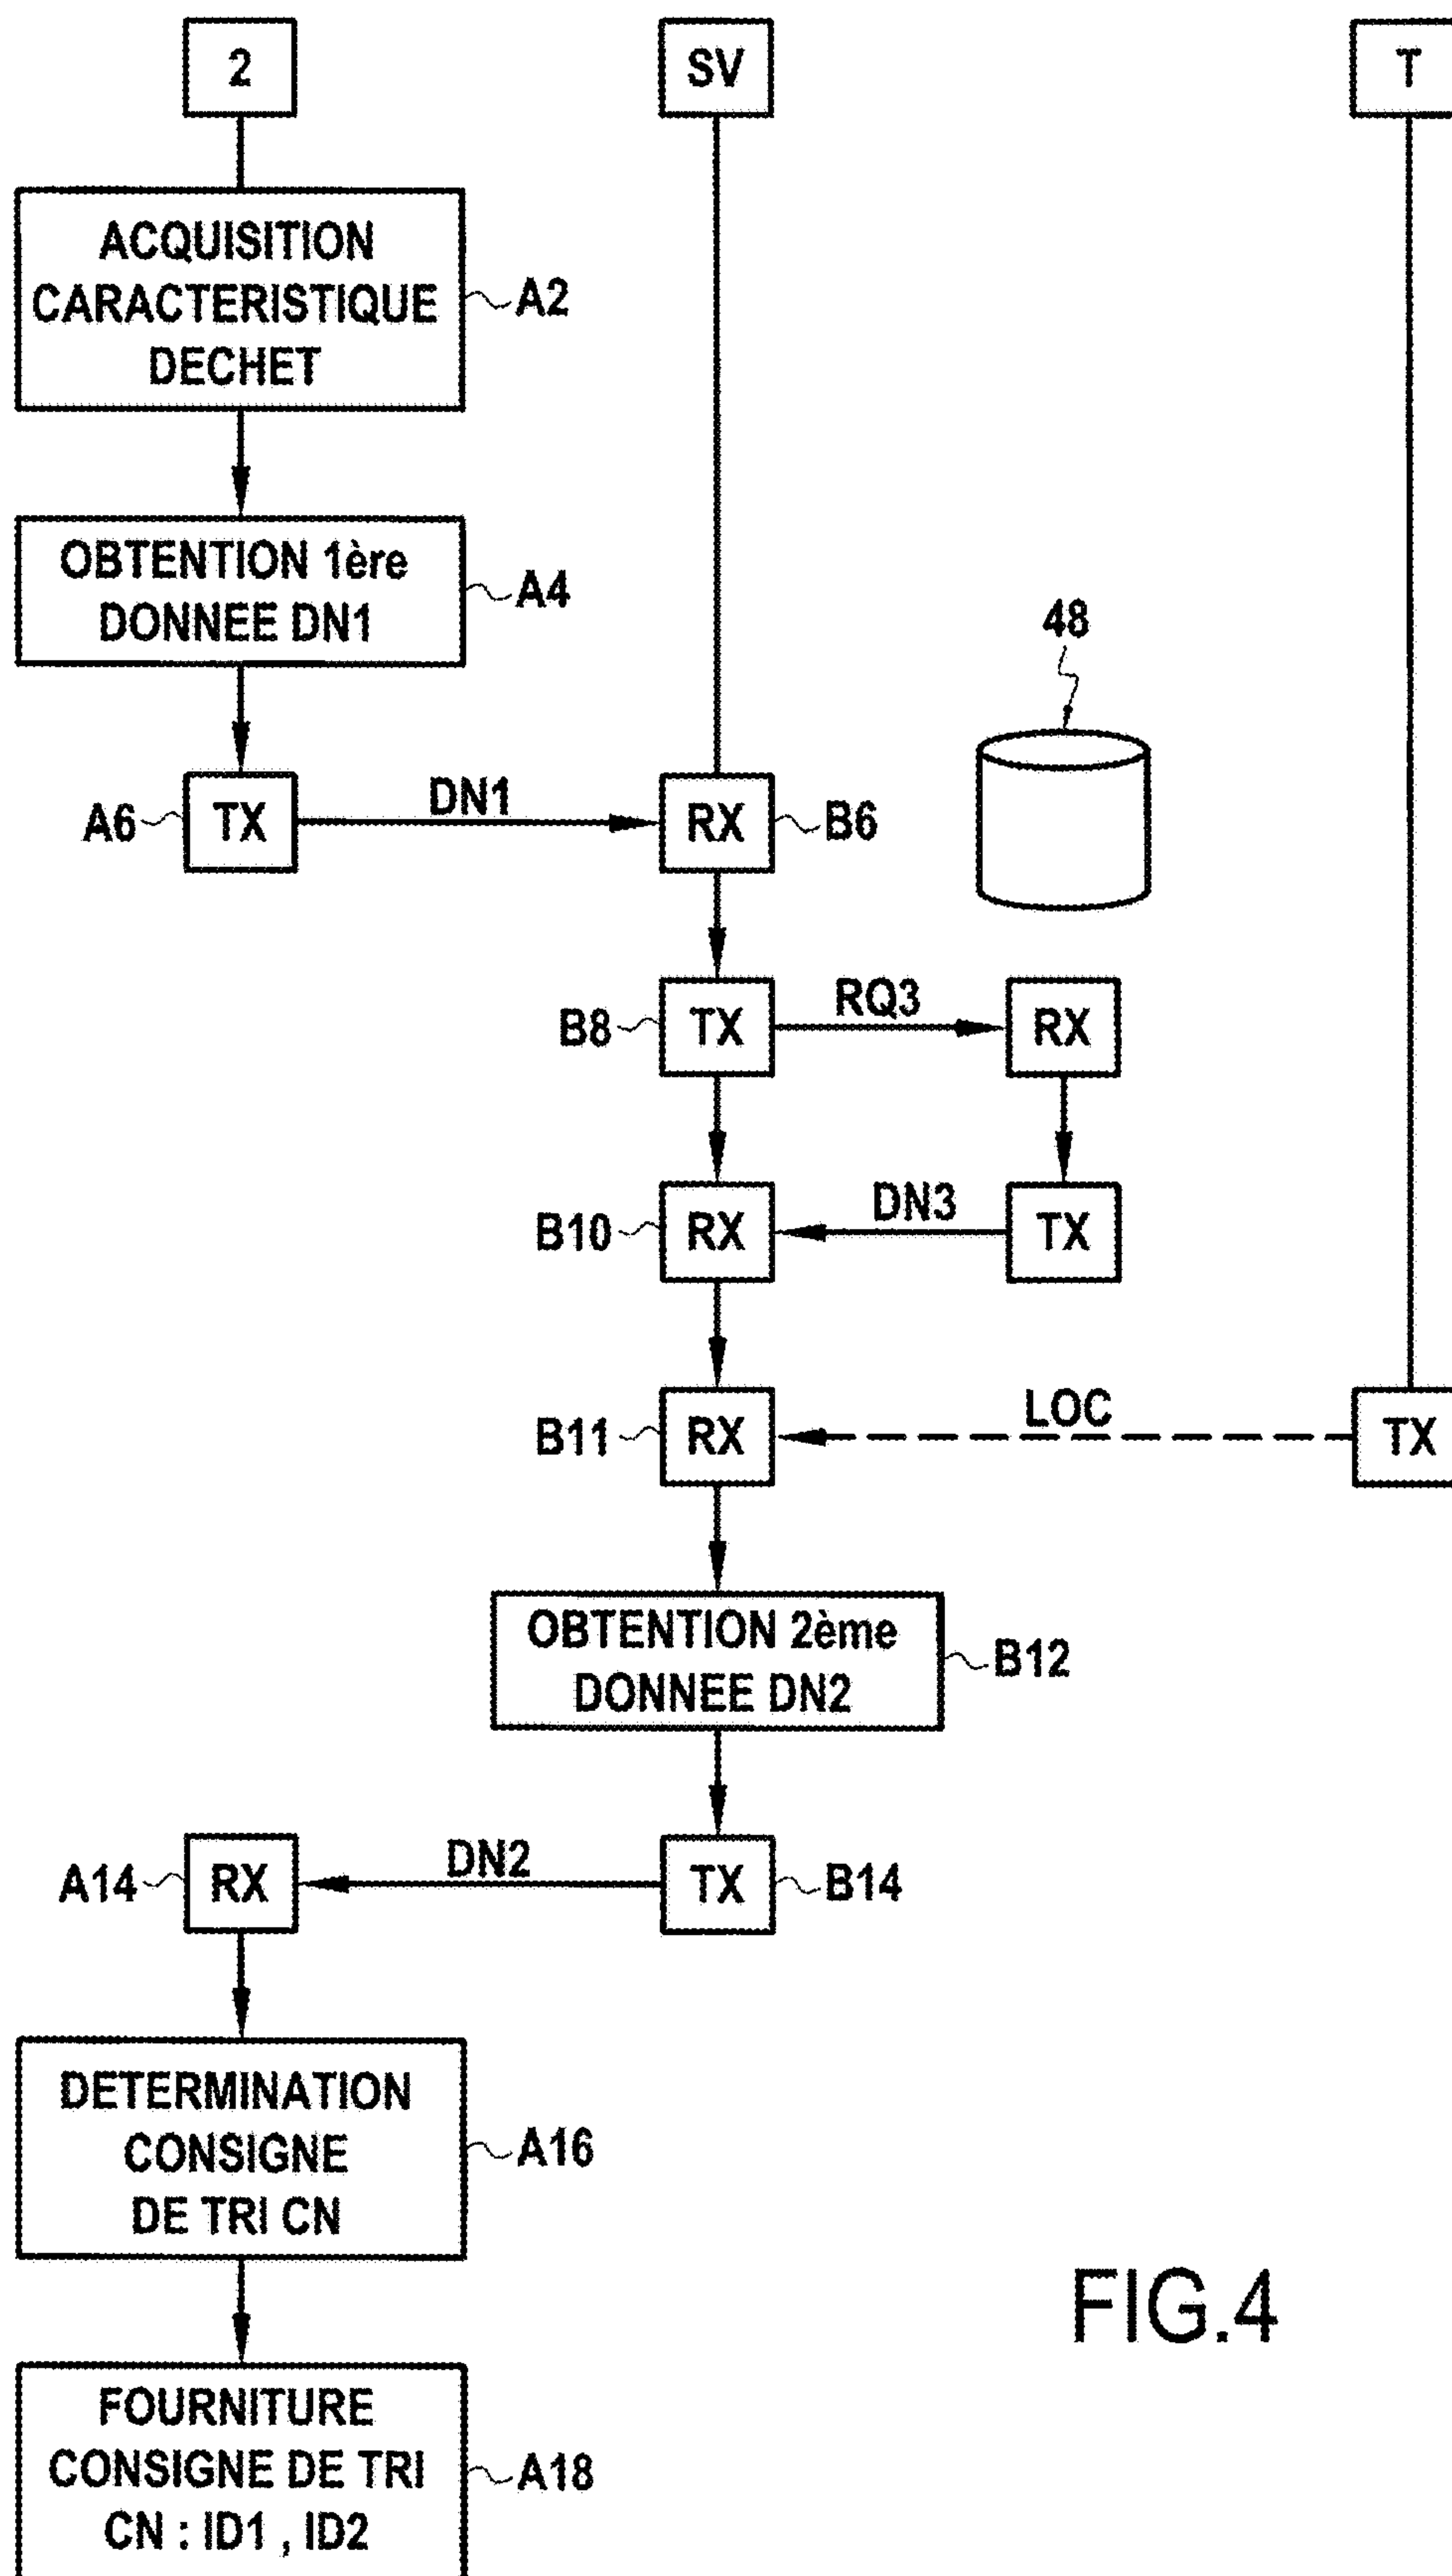 2
SV
T
ACQUISITION
CARACTERISTIQUE
DECHET
A2
OBTENTION 1ère
DONNEE DN1
A4
48
A6
TX
DN1
RX
B6
B8
TX
RQ3
RX
B10
RX
DN3
TX
B11
RX
LOC
TX
OBTENTION 2ème
DONNEE DN2
B12
A14
RX
DN2
TX
B14
DETERMINATION
CONSIGNE
DE TRI CN
A16
FIG.4
FOURNITURE
CONSIGNE DE TRI
CN : ID1 , ID2
A18